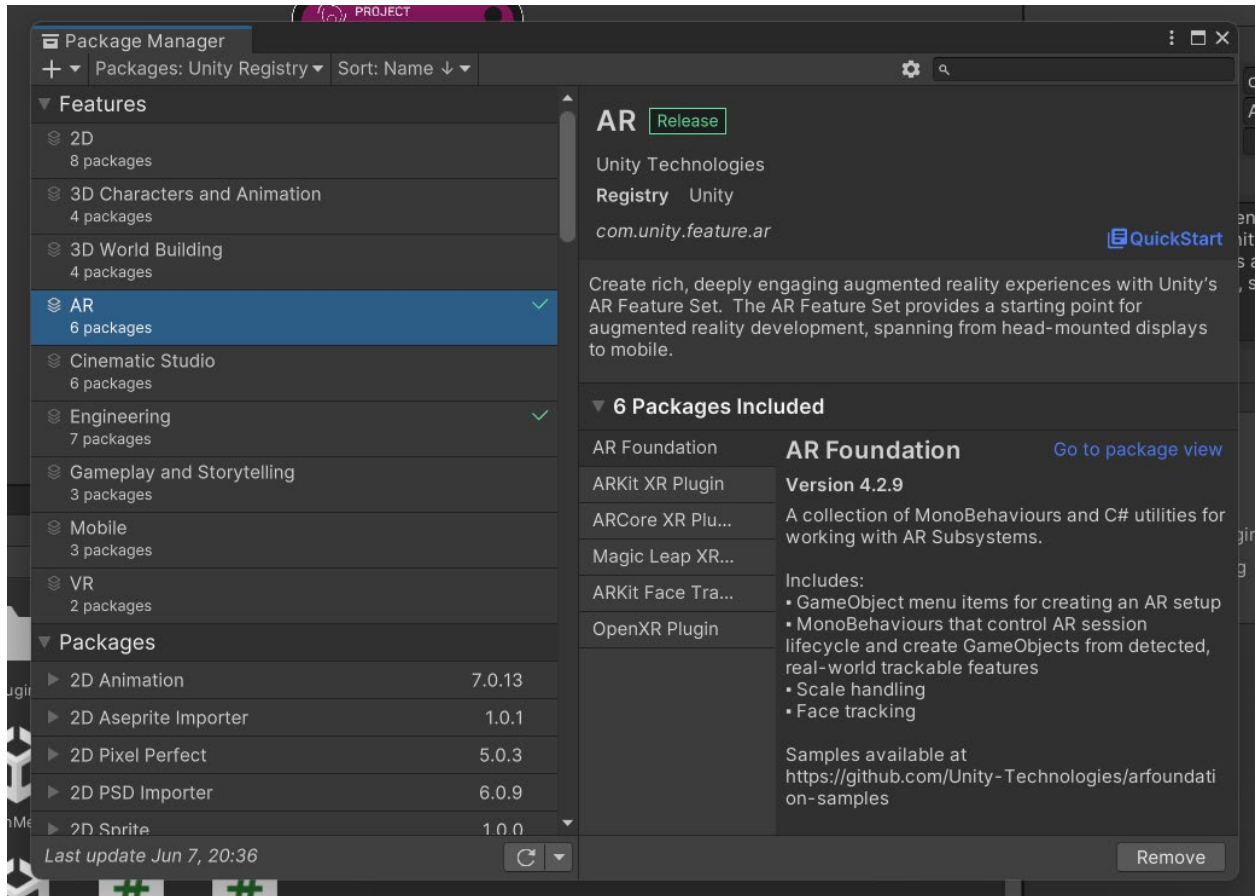 PROJECT
Package Manager
Packages: Unity Registry
Sort: Name ↓
Features
2D
8 packages
3D Characters and Animation
4 packages
3D World Building
4 packages
AR
6 packages
Cinematic Studio
6 packages
Engineering
7 packages
Gameplay and Storytelling
3 packages
Mobile
3 packages
VR
2 packages
Packages
2D Animation 7.0.13
2D Aseprite Importer 1.0.1
2D Pixel Perfect 5.0.3
2D PSD Importer 6.0.9
2D Sprite 1.0.0
Last update Jun 7, 20:36
AR Release
Unity Technologies
Registry Unity
com.unity.feature.ar
QuickStart
Create rich, deeply engaging augmented reality experiences with Unity's
AR Feature Set. The AR Feature Set provides a starting point for
augmented reality development, spanning from head-mounted displays
to mobile.
6 Packages Included
AR Foundation
ARKit XR Plugin
ARCore XR Plu...
Magic Leap XR...
ARKit Face Tra...
OpenXR Plugin
AR Foundation Go to package view
Version 4.2.9
A collection of MonoBehaviours and C# utilities for
working with AR Subsystems.
Includes:
▪ GameObject menu items for creating an AR setup
▪ MonoBehaviours that control AR session
lifecycle and create GameObjects from detected,
real-world trackable features
▪ Scale handling
▪ Face tracking
Samples available at
https://github.com/Unity-Technologies/arfoundati
on-samples
Remove